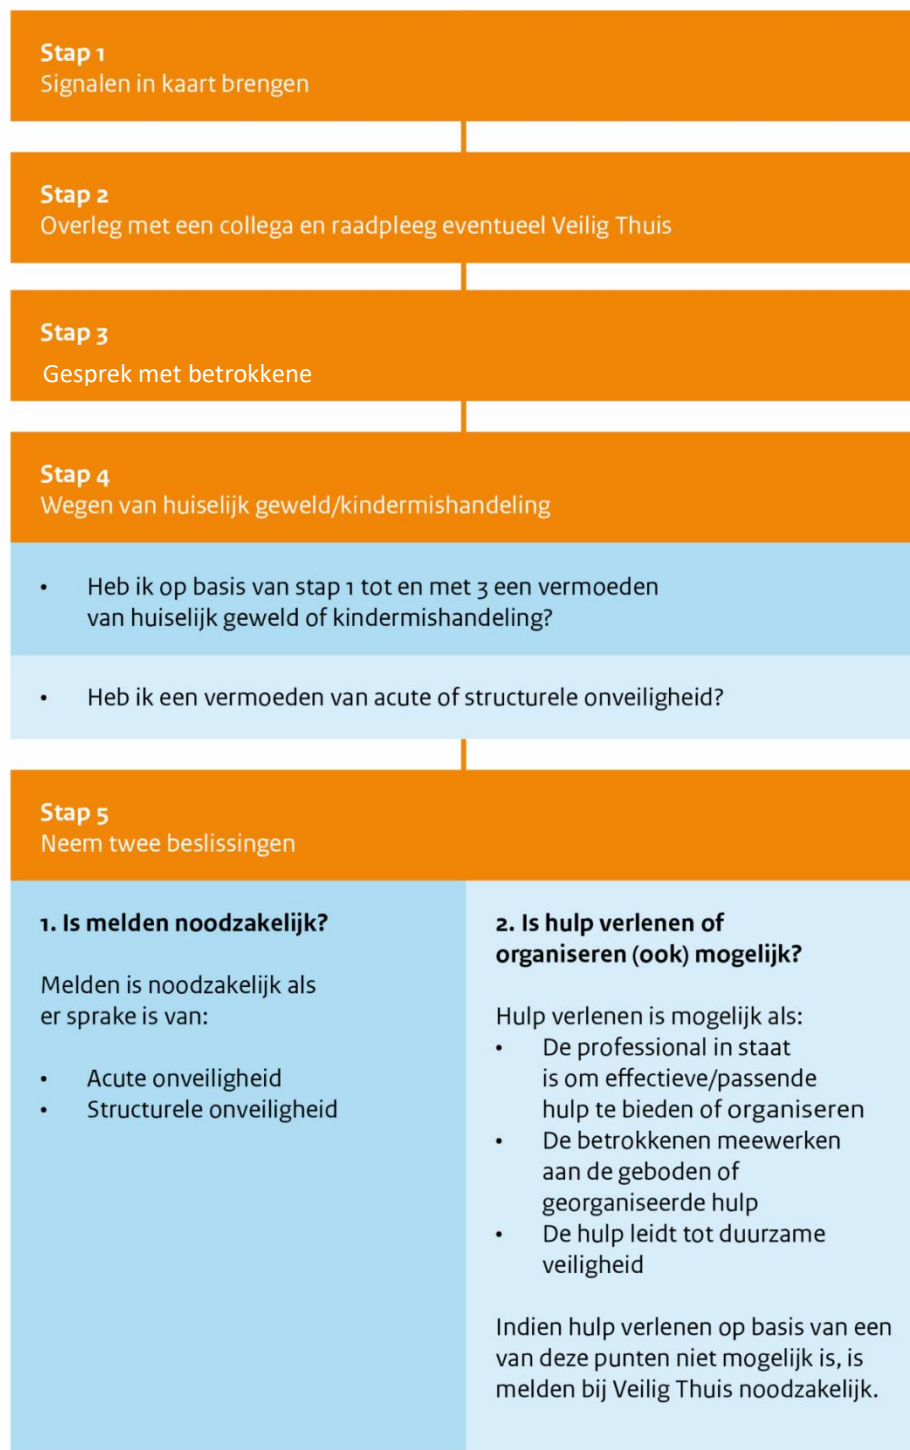 Stap 1
Signalen in kaart brengen
Stap 2
Overleg met een collega en raadpleeg eventueel Veilig Thuis
Stap 3
Gesprek met betrokkene
Stap 4
Wegen van huiselijk geweld/kindermishandeling
• Heb ik op basis van stap 1 tot en met 3 een vermoeden
van huiselijk geweld of kindermishandeling?
• Heb ik een vermoeden van acute of structurele onveiligheid?
Stap 5
Neem twee beslissingen
1. Is melden noodzakelijk?
Melden is noodzakelijk als
er sprake is van:
• Acute onveiligheid
• Structurele onveiligheid
2. Is hulp verlenen of
organiseren (ook) mogelijk?
Hulp verlenen is mogelijk als:
• De professional in staat
is om effectieve/passende
hulp te bieden of organiseren
• De betrokkenen meewerken
aan de geboden of
georganiseerde hulp
• De hulp leidt tot duurzame
veiligheid
Indien hulp verlenen op basis van een
van deze punten niet mogelijk is, is
melden bij Veilig Thuis noodzakelijk.